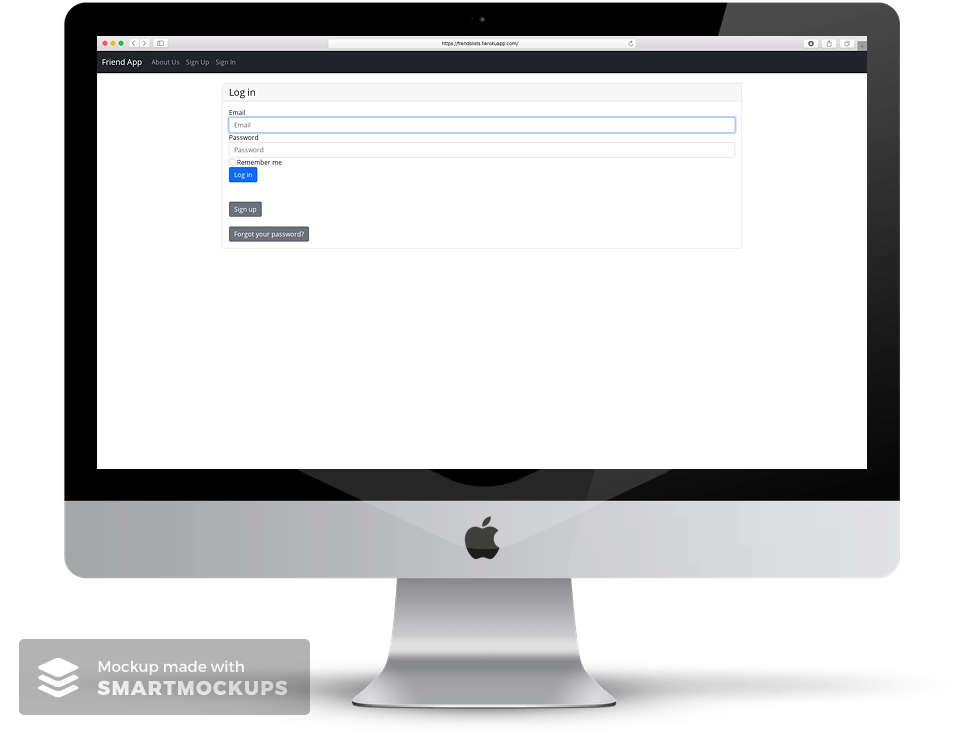 https://friendslists.herokuapp.com/
Friend App About Us Sign Up Sign In
Log in
Email
Email
Password
Password
Remember me
Log in
Sign up
Forgot your password?
Mockup made with
SMARTMOCKUPS